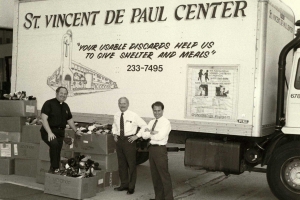 ST. VINCENT DE PAUL CENTER
"YOUR USABLE DISCARDS HELP US
TO GIVE SHELTER AND MEALS"
233-7495